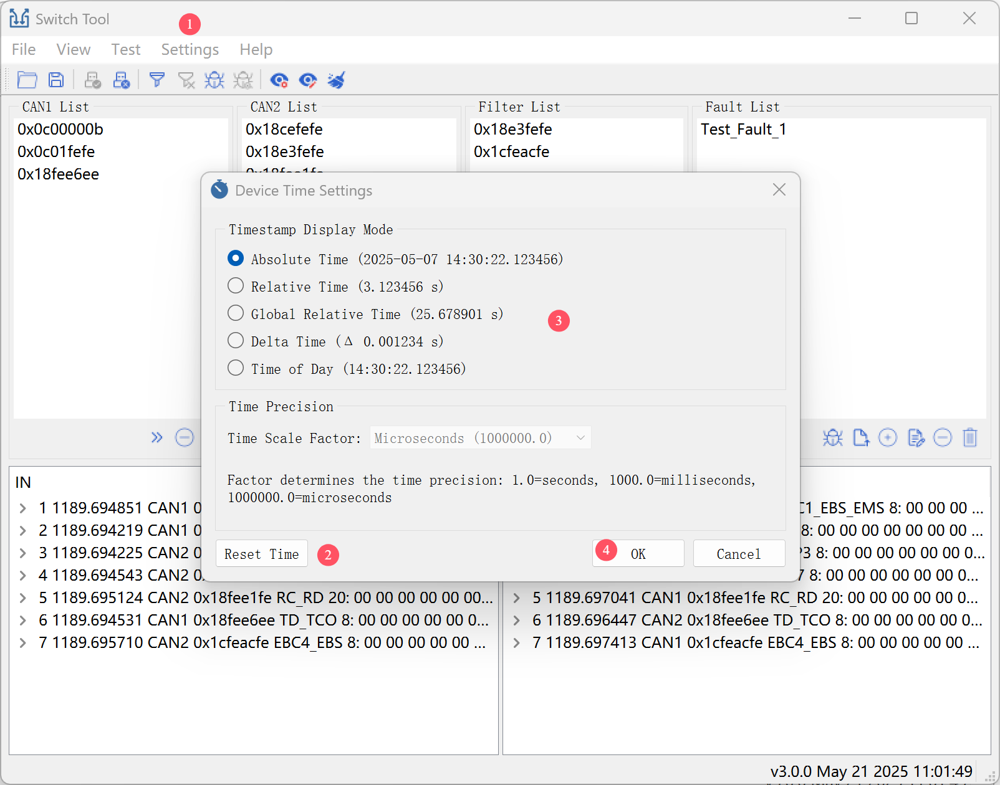 Switch Tool
1
File View Test Settings Help
CAN1 List
0x0c00000b
0x0c01fefe
0x18fee6ee
CAN2 List
0x18cefefe
0x18e3fefe
0x18fee1fe
Filter List
0x18e3fefe
0x1cfeacfe
Fault List
Test_Fault_1
Device Time Settings
Timestamp Display Mode
Absolute Time (2025-05-07 14:30:22.123456)
Relative Time (3.123456 s)
Global Relative Time (25.678901 s)
3
Delta Time (Δ 0.001234 s)
Time of Day (14:30:22.123456)
Time Precision
Time Scale Factor: Microseconds (1000000.0)
Factor determines the time precision: 1.0=seconds, 1000.0=milliseconds,
1000000.0=microseconds
Reset Time 2 4 OK Cancel
IN
1 1189.694851 CAN1 0
2 1189.694219 CAN1 0
3 1189.694225 CAN2 0
4 1189.694543 CAN2 0
5 1189.695124 CAN2 0x18fee1fe RC_RD 20: 00 00 00 00 00 00...
6 1189.694531 CAN1 0x18fee6ee TD_TCO 8: 00 00 00 00 00 0...
7 1189.695710 CAN2 0x1cfeacfe EBC4_EBS 8: 00 00 00 00 00 ...
C1_EBS_EMS 8: 00 00 00 ...
8: 00 00 00 00 00 00 00 ...
3 8: 00 00 00 00 00 00 0...
7 8: 00 00 00 00 00 00 0...
5 1189.697041 CAN1 0x18fee1fe RC_RD 20: 00 00 00 00 00 0...
6 1189.696447 CAN2 0x18fee6ee TD_TCO 8: 00 00 00 00 00 0...
7 1189.697413 CAN1 0x1cfeacfe EBC4_EBS 8: 00 00 00 00 00 ...
v3.0.0 May 21 2025 11:01:49